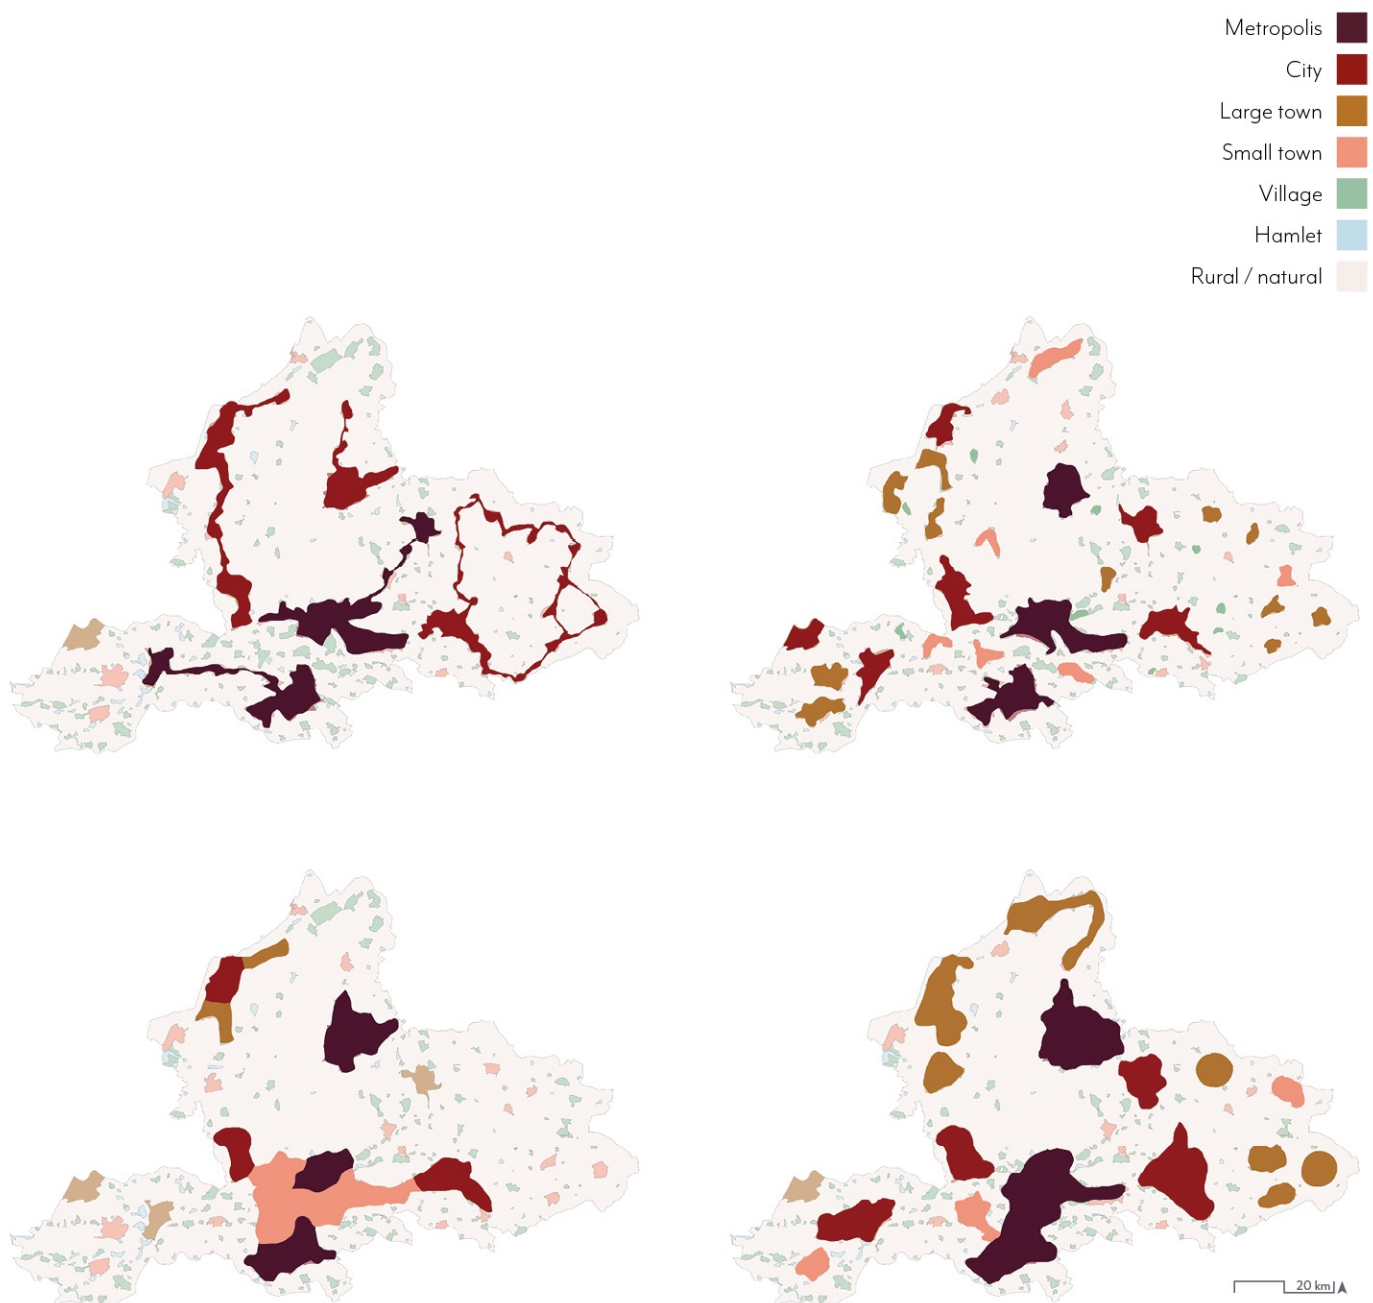 Metropolis
City
Large town
Small town
Village
Hamlet
Rural / natural
20 km